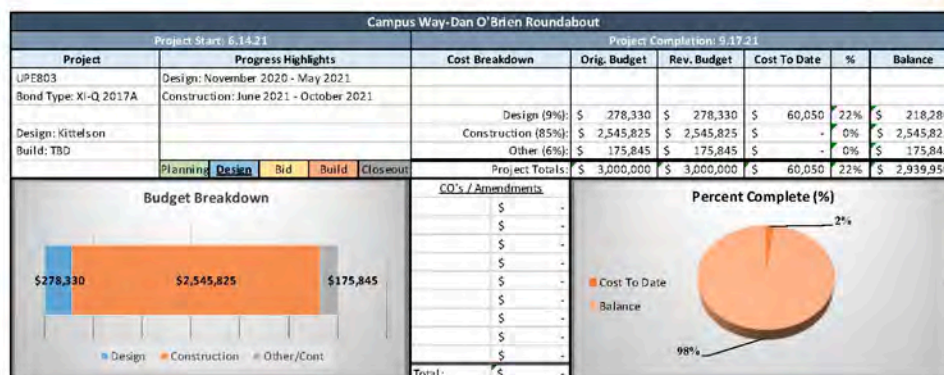 Campus Way-Dan O'Brien Roundabout
Project Start: 6.14.21 Project Completion: 9.17.21
Project Progress Highlights Cost Breakdown Orig. Budget Rev. Budget Cost To Date % Balance
UPE803 Design: November 2020 - May 2021
Bond Type: XI-Q 2017A Construction: June 2021 - October 2021
Design (9%): $ 278,330 $ 278,330 $ 60,050 22% $ 218,28
Design: Kittelson Construction (85%): $ 2,545,825 $ 2,545,825 $ - 0% $ 2,545,82
Build: TBD Other (6%): $ 175,845 $ 175,845 $ - 0% $ 175,84
Planning Design Bid Build Closeout Project Totals: $ 3,000,000 $ 3,000,000 $ 60,050 22% $ 2,939,95
Budget Breakdown
$278,330 $2,545,825 $175,845
Design Construction Other/Cont
CO's / Amendments
$ -
$ -
$ -
$ -
$ -
$ -
$ -
$ -
$ -
Total: $ -
Percent Complete (%)
2%
Cost To Date
Balance
98%